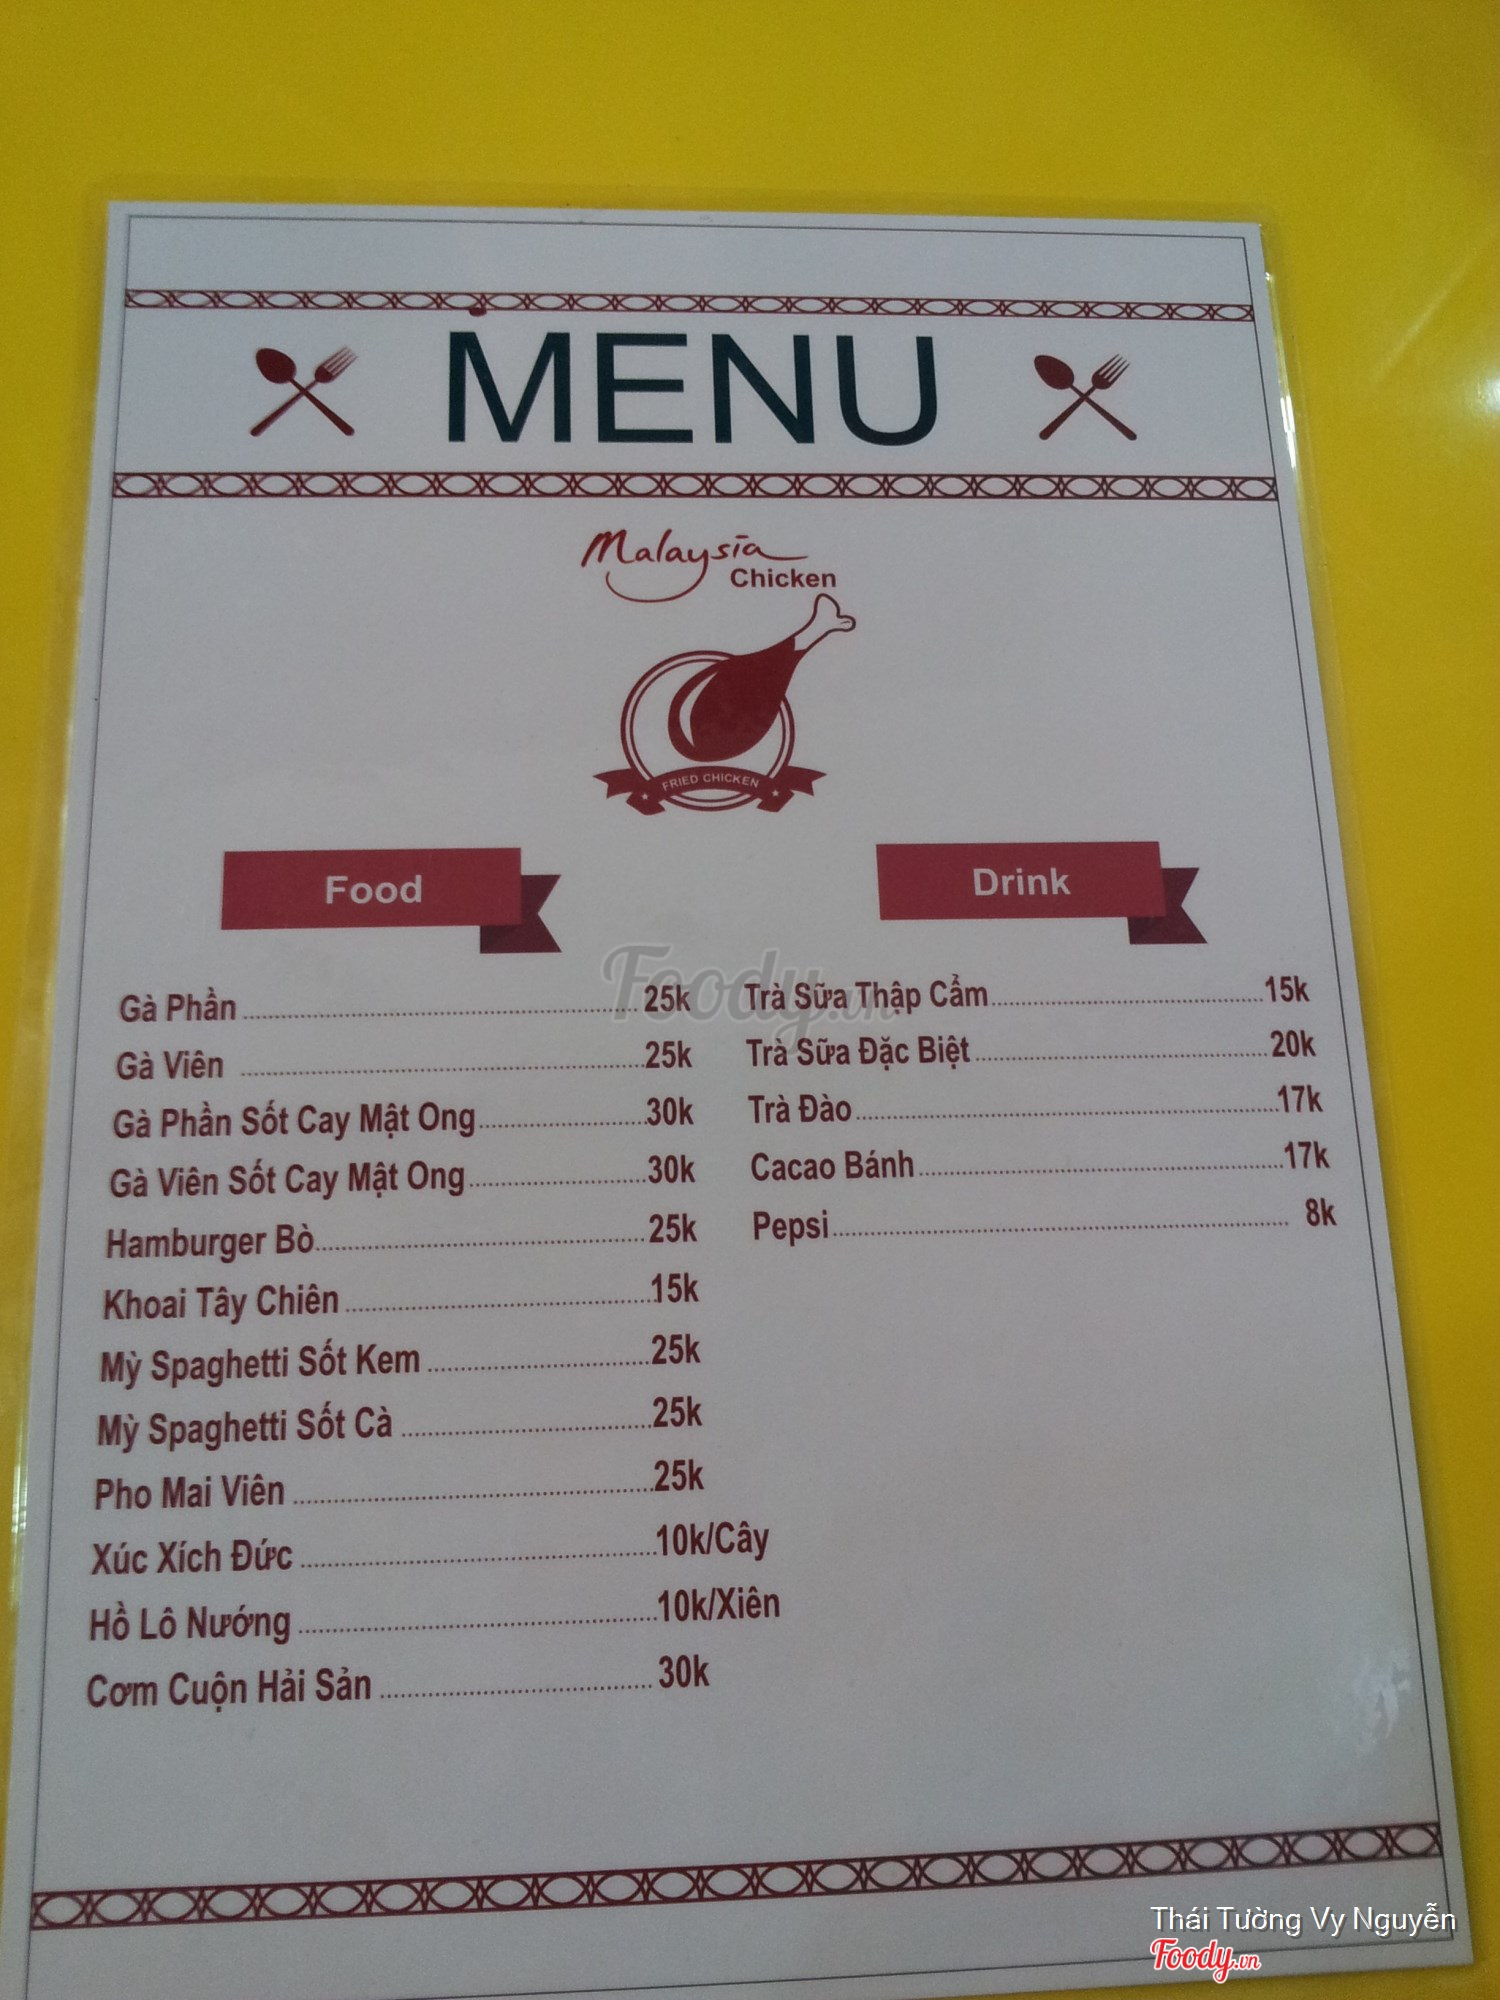 MENU
Malaysia
Chicken
FRIED CHICKEN
Food
Gà Phần 25k
Gà Viên 25k
Gà Phần Sốt Cay Mật Ong 30k
Gà Viên Sốt Cay Mật Ong 30k
Hamburger Bò 25k
Khoai Tây Chiên 15k
Mỳ Spaghetti Sốt Kem 25k
Mỳ Spaghetti Sốt Cà 25k
Pho Mai Viên 25k
Xúc Xích Đức 10k/Cây
Hồ Lô Nướng 10k/Xiên
Cơm Cuộn Hải Sản 30k
Drink
Trà Sữa Thập Cẩm 15k
Trà Sữa Đặc Biệt 20k
Trà Đào 17k
Cacao Bánh 17k
Pepsi 8k
Foody.vn
Thái Tường Vy Nguyễn
Foody.vn